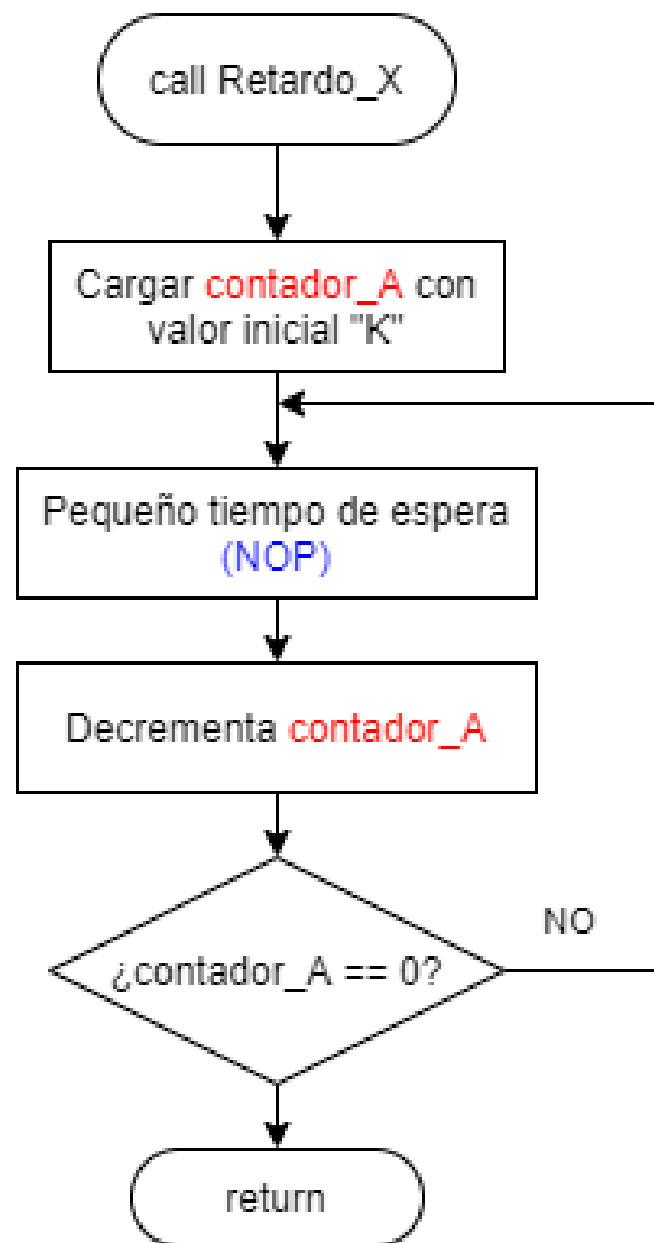 call Retardo_X
Cargar contador_A con
valor inicial "K"
Pequeño tiempo de espera
(NOP)
Decrementa contador_A
NO
¿contador_A == 0?
return